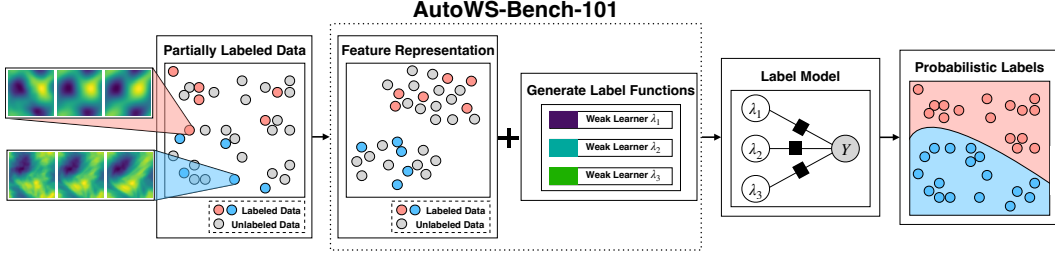 AutoWS-Bench-101
Partially Labeled Data
Labeled Data
Unlabeled Data
Feature Representation
Labeled Data
Unlabeled Data
Generate Label Functions
Weak Learner λ1
Weak Learner λ2
Weak Learner λ3
Label Model
λ1
λ2
λ3
Y
Probabilistic Labels